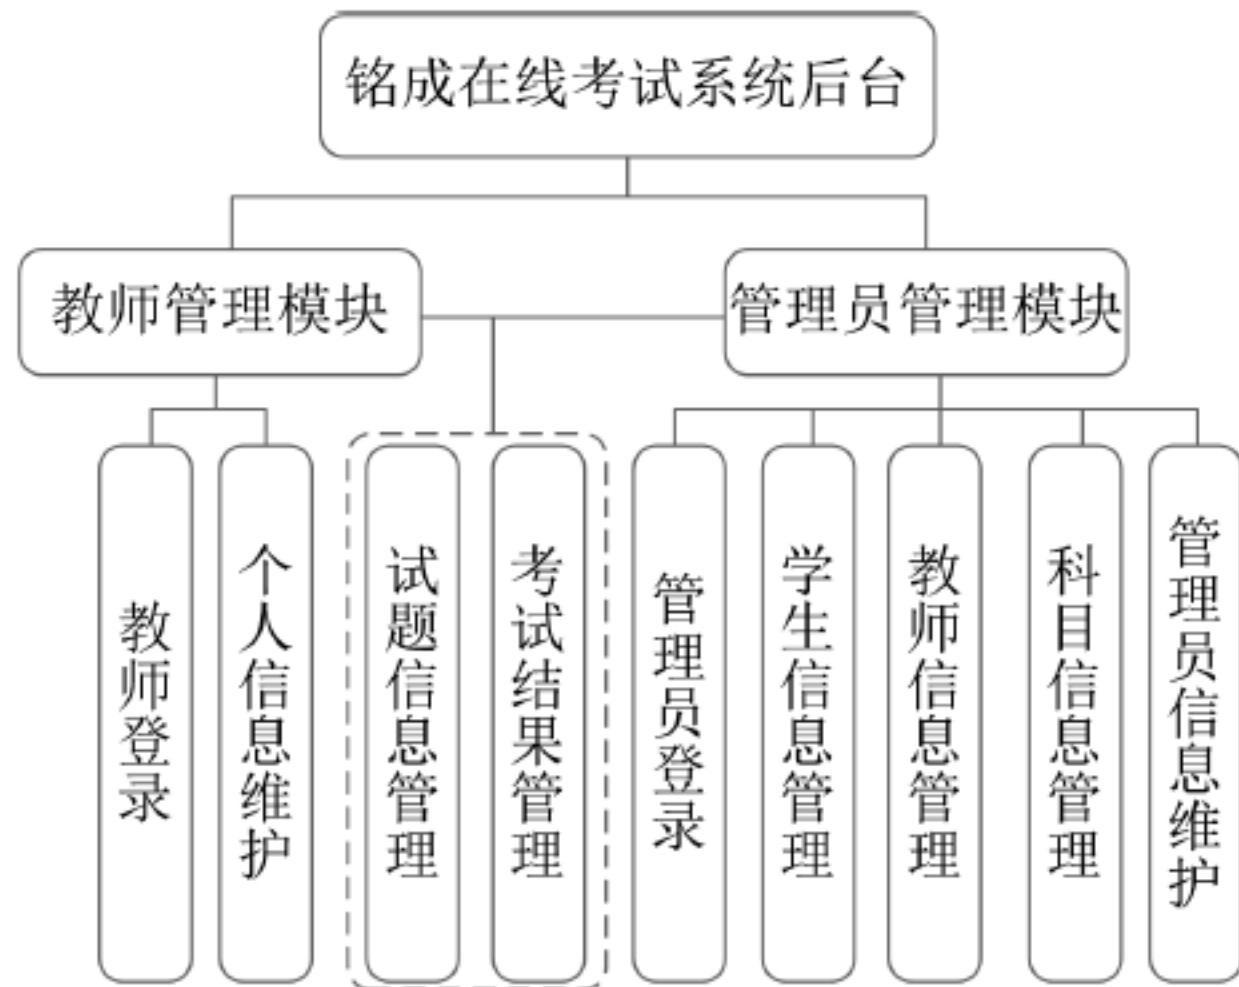 铭成在线考试系统后台
教师管理模块
管理员管理模块
教师登录
个人信息维护
试题信息管理
考试结果管理
管理员登录
学生信息管理
教师信息管理
科目信息管理
管理员信息维护